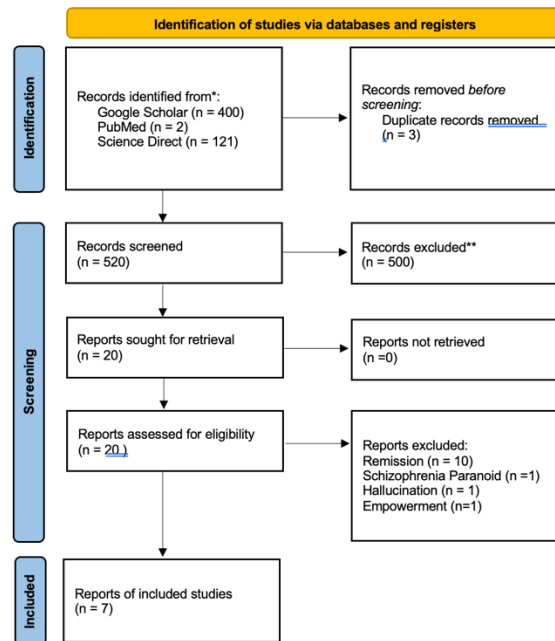 Identification of studies via databases and registers
Identification
Records identified from*:
Google Scholar (n = 400)
PubMed (n = 2)
Science Direct (n = 121)
Records removed before
screening:
Duplicate records removed
(n = 3)
Screening
Records screened
(n = 520)
Records excluded**
(n = 500)
Reports sought for retrieval
(n = 20)
Reports not retrieved
(n =0)
Reports assessed for eligibility
(n = 20 )
Reports excluded:
Remission (n = 10)
Schizophrenia Paranoid (n =1)
Hallucination (n = 1)
Empowerment (n=1)
Included
Reports of included studies
(n = 7)